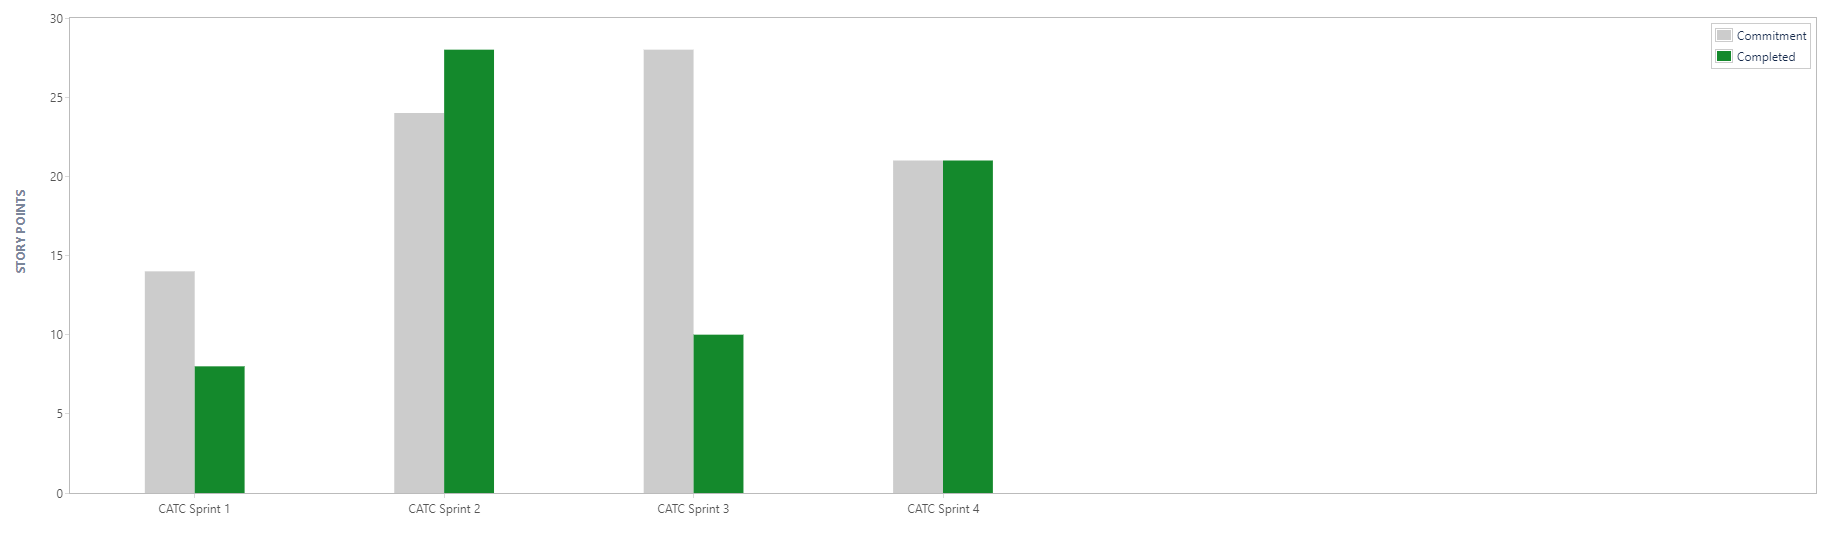 30
Commitment
Completed
25
20
STORY POINTS
15
10
5
0
CATC Sprint 1
CATC Sprint 2
CATC Sprint 3
CATC Sprint 4